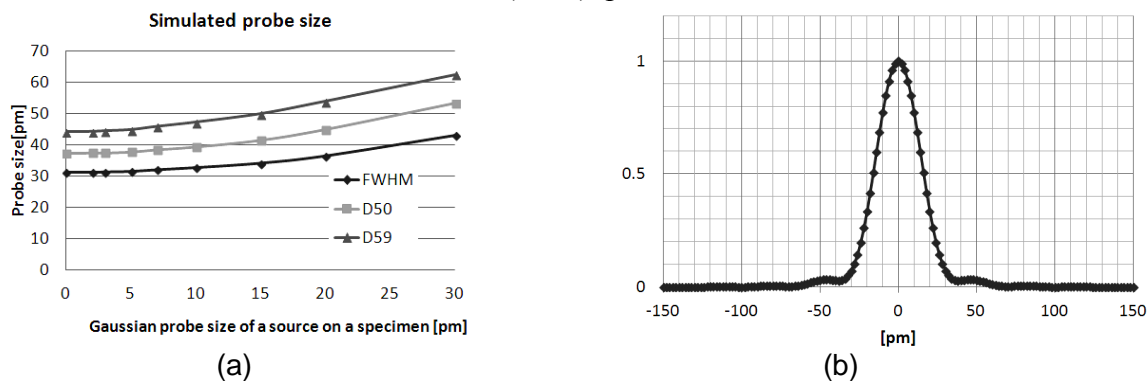 Simulated probe size
70
60
50
40
30
20
10
0
Probe size[pm]
FWHM
D50
D59
0 5 10 15 20 25 30
Gaussian probe size of a source on a specimen [pm]
(a)
1
0.5
0
-150 -100 -50 0 50 100 150
[pm]
(b)